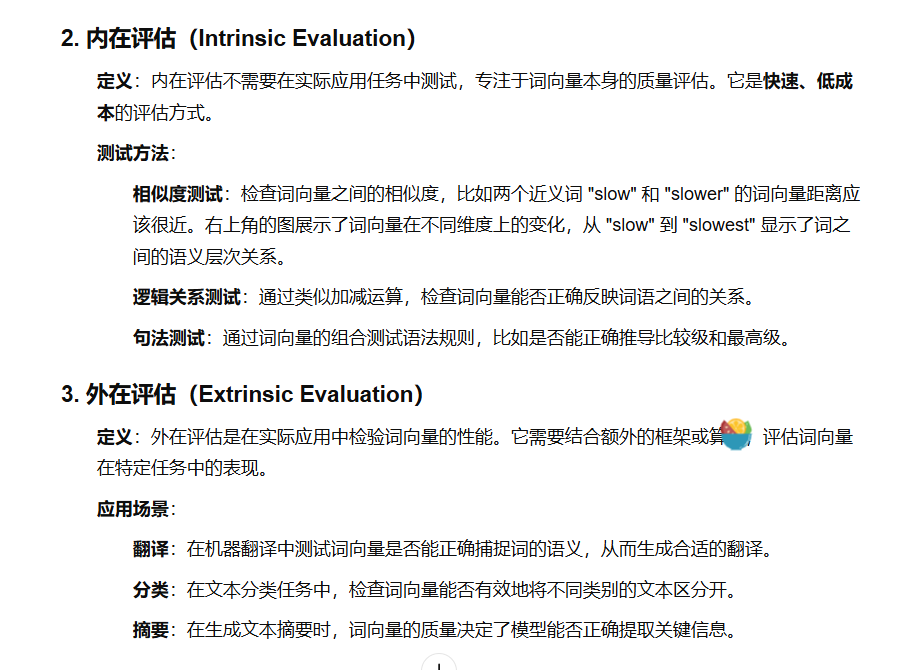 2. 内在评估（Intrinsic Evaluation）
定义：内在评估不需要在实际应用任务中测试，专注于词向量本身的质量评估。它是快速、低成
本的评估方式。
测试方法：
相似度测试：检查词向量之间的相似度，比如两个近义词 "slow" 和 "slower" 的词向量距离应
该很近。右上角的图展示了词向量在不同维度上的变化，从 "slow" 到 "slowest" 显示了词之
间的语义层次关系。
逻辑关系测试：通过类似加减运算，检查词向量能否正确反映词语之间的关系。
句法测试：通过词向量的组合测试语法规则，比如是否能正确推导比较级和最高级。
3. 外在评估（Extrinsic Evaluation）
定义：外在评估是在实际应用中检验词向量的性能。它需要结合额外的框架或算，评估词向量
在特定任务中的表现。
应用场景：
翻译：在机器翻译中测试词向量是否能正确捕捉词的语义，从而生成合适的翻译。
分类：在文本分类任务中，检查词向量能否有效地将不同类别的文本区分开。
摘要：在生成文本摘要时，词向量的质量决定了模型能否正确提取关键信息。